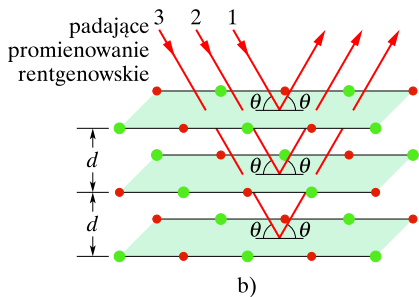 padające 3 2 1
promienowanie
rentgenowskie
θ θ
d
θ θ
d
θ θ
b)